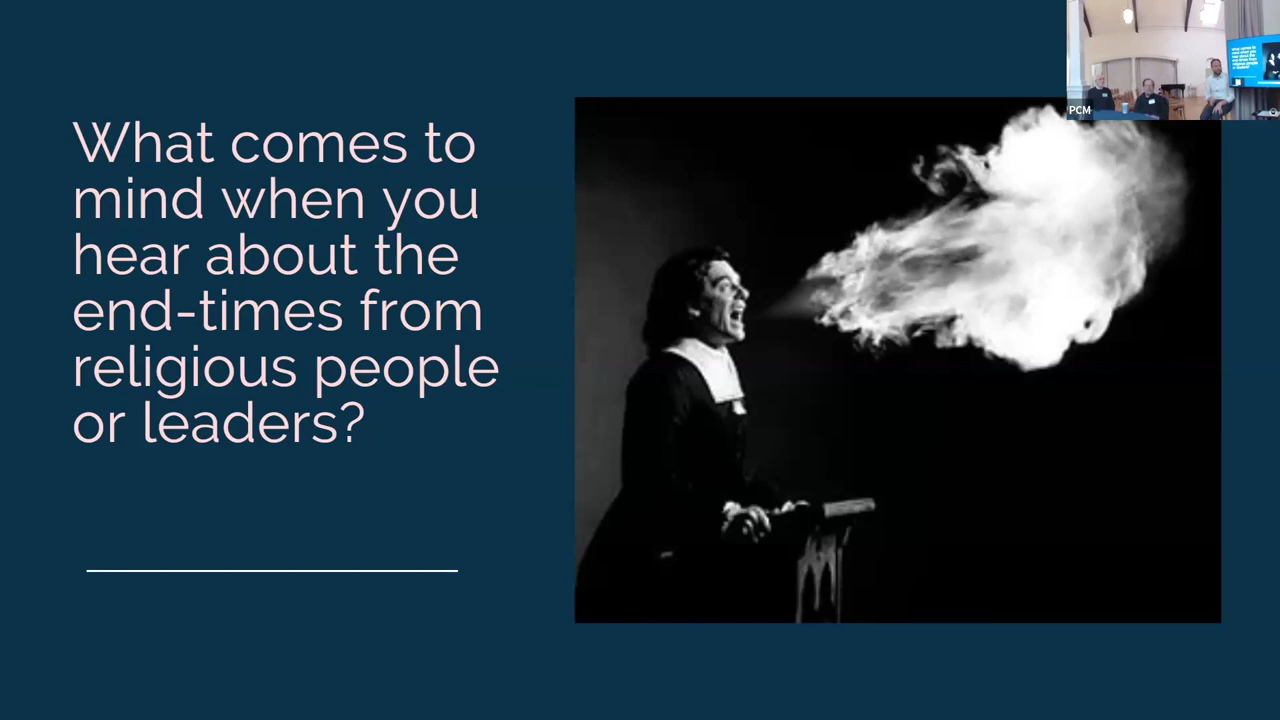 What comes to
mind when you
hear about the
end-times from
religious people
or leaders?
PCM